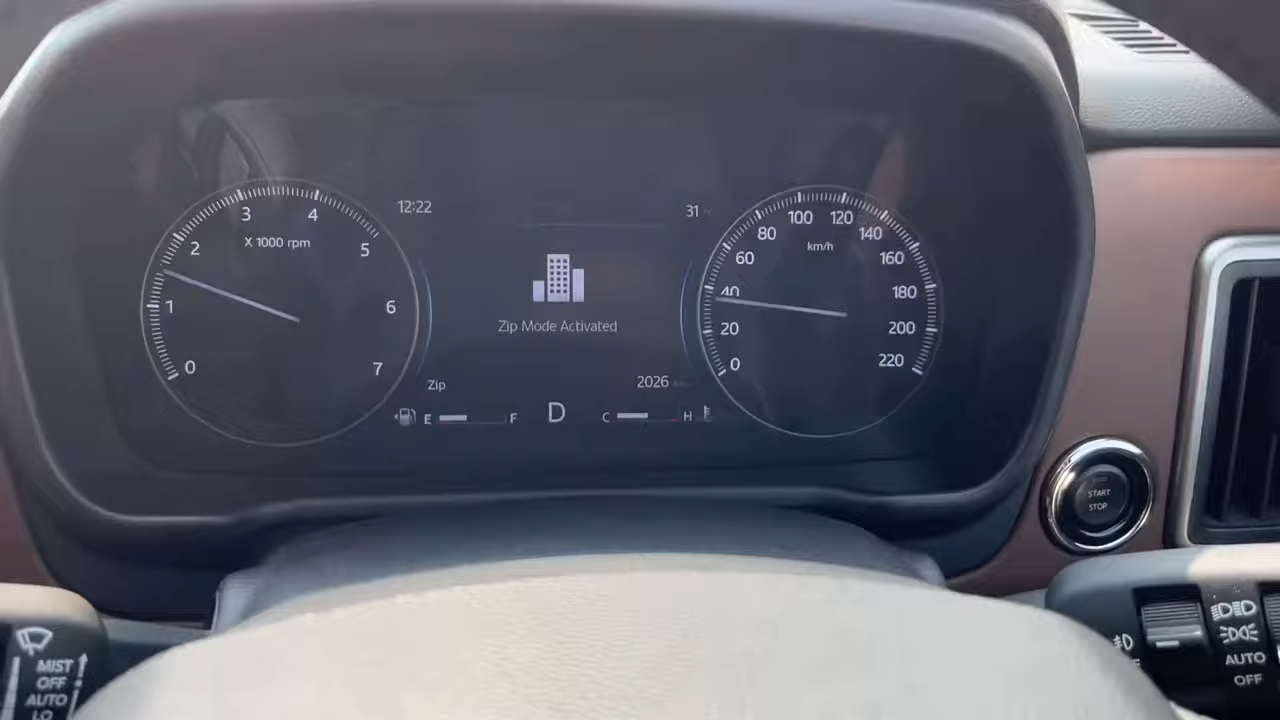 12:22
31
3 4
2 5
X 1000 rpm
1 6
0 7
100 120
80 140
km/h
60 160
40 180
20 200
0 220
Zip Mode Activated
Zip
2026
E F
D
C H
START
STOP
MIST
OFF
AUTO
LO
AUTO
OFF